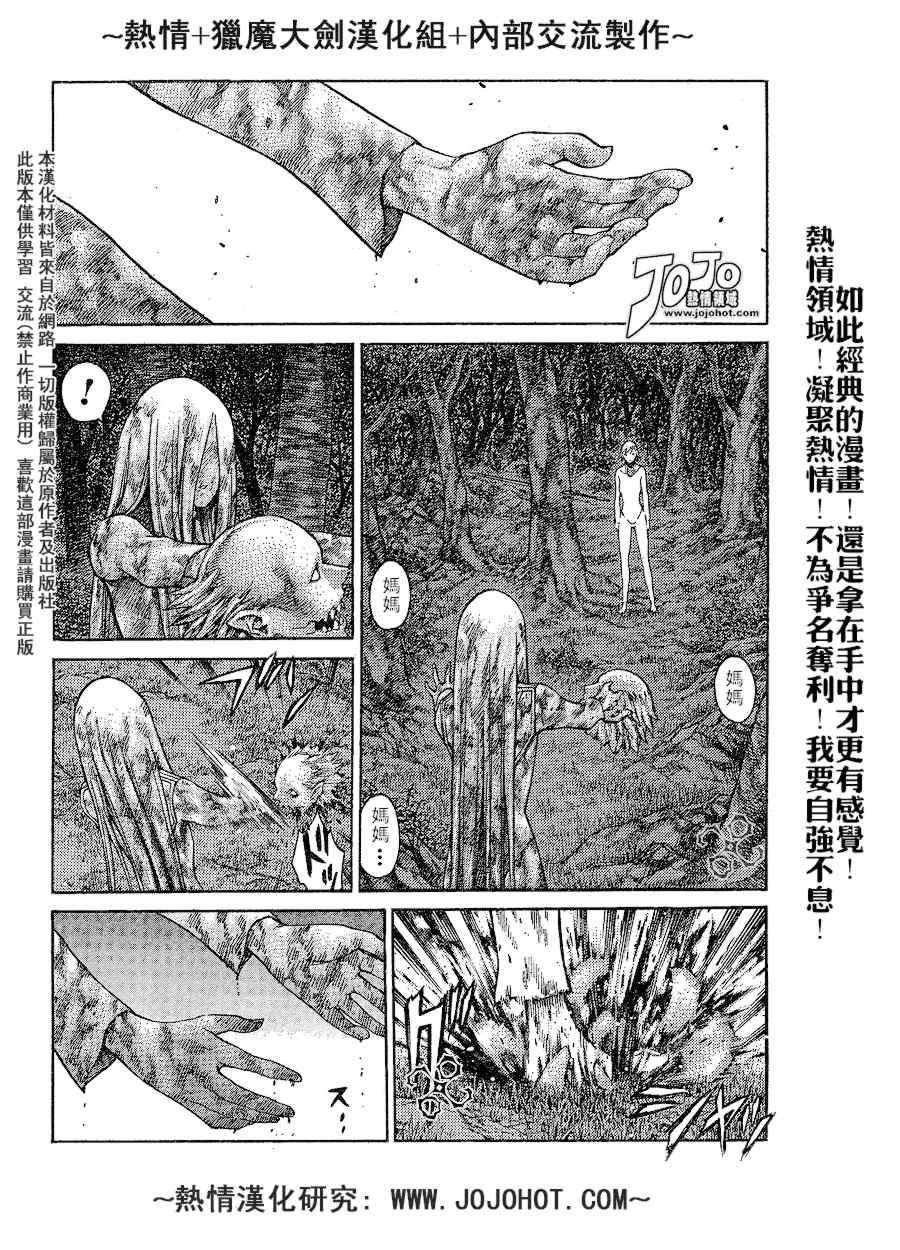 ~熱情+獵魔大劍漢化組+內部交流製作~
JOJO
熱情領域
www.jojohot.com
如此經典的漫畫！還是拿在手中才更有感覺！
熱情領域！凝聚熱情！不為爭名奪利！我要自強不息！
本漢化材料皆來自於網路 一切版權歸屬於原作者及出版社
此版本僅供學習 交流(禁止作商業用) 喜歡這部漫畫請購買正版
媽媽
媽媽
媽媽…
！
ス…
~熱情漢化研究: WWW.JOJOHOT.COM~